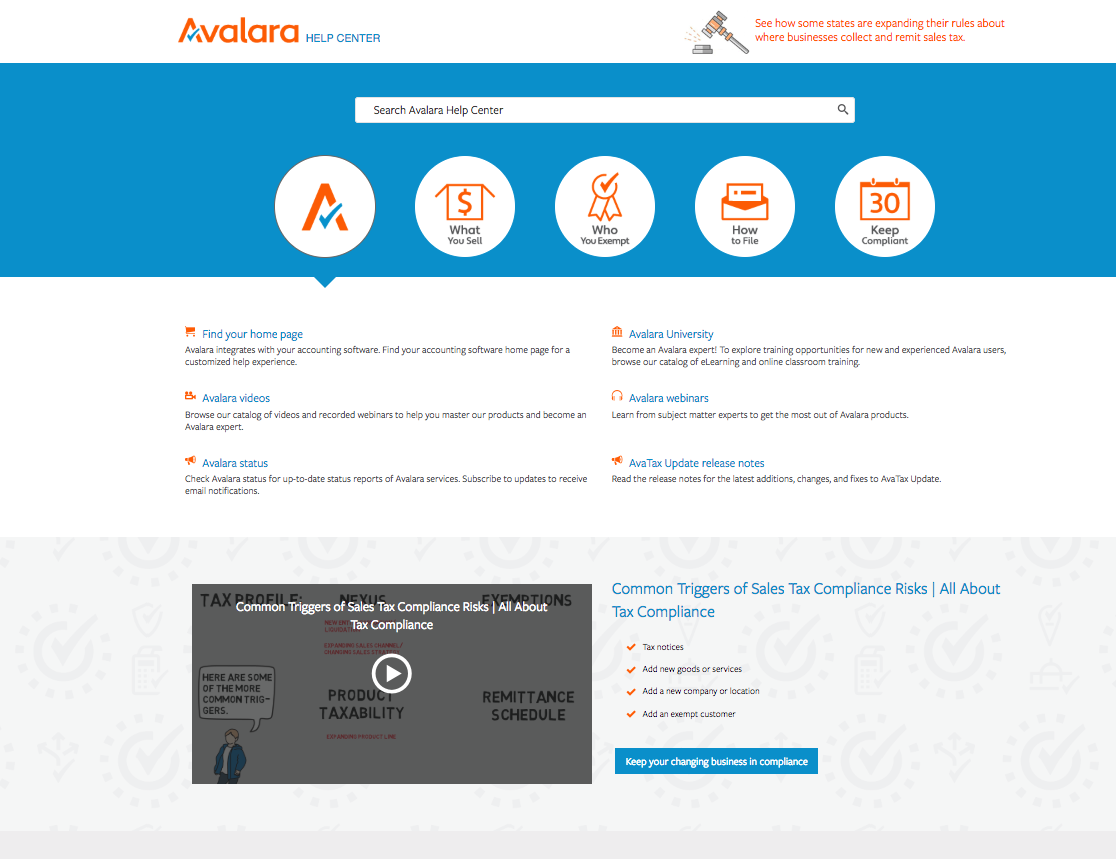 Avalara HELP CENTER
See how some states are expanding their rules about
where businesses collect and remit sales tax.
Search Avalara Help Center
What
You Sell
Who
You Exempt
How
to File
30
Keep
Compliant
Find your home page
Avalara integrates with your accounting software. Find your accounting software home page for a
customized help experience.
Avalara University
Become an Avalara expert! To explore training opportunities for new and experienced Avalara users,
browse our catalog of eLearning and online classroom training.
Avalara videos
Browse our catalog of videos and recorded webinars to help you master our products and become an
Avalara expert.
Avalara webinars
Learn from subject matter experts to get the most out of Avalara products.
Avalara status
Check Avalara status for up-to-date status reports of Avalara services. Subscribe to updates to receive
email notifications.
AvaTax Update release notes
Read the release notes for the latest additions, changes, and fixes to AvaTax Update.
TAX PROFILE: NEXUS EXEMPTIONS
Common Triggers of Sales Tax Compliance Risks | All About
Tax Compliance
EXPANDING SALES CHANNEL/
CHANGING SALES
HERE ARE SOME
OF THE MORE
COMMON TRIG-
GERS.
PRODUCT
TAXABILITY
EXPANDING PRODUCT LINE
REMITTANCE
SCHEDULE
Common Triggers of Sales Tax Compliance Risks | All About
Tax Compliance
Tax notices
Add new goods or services
Add a new company or location
Add an exempt customer
Keep your changing business in compliance